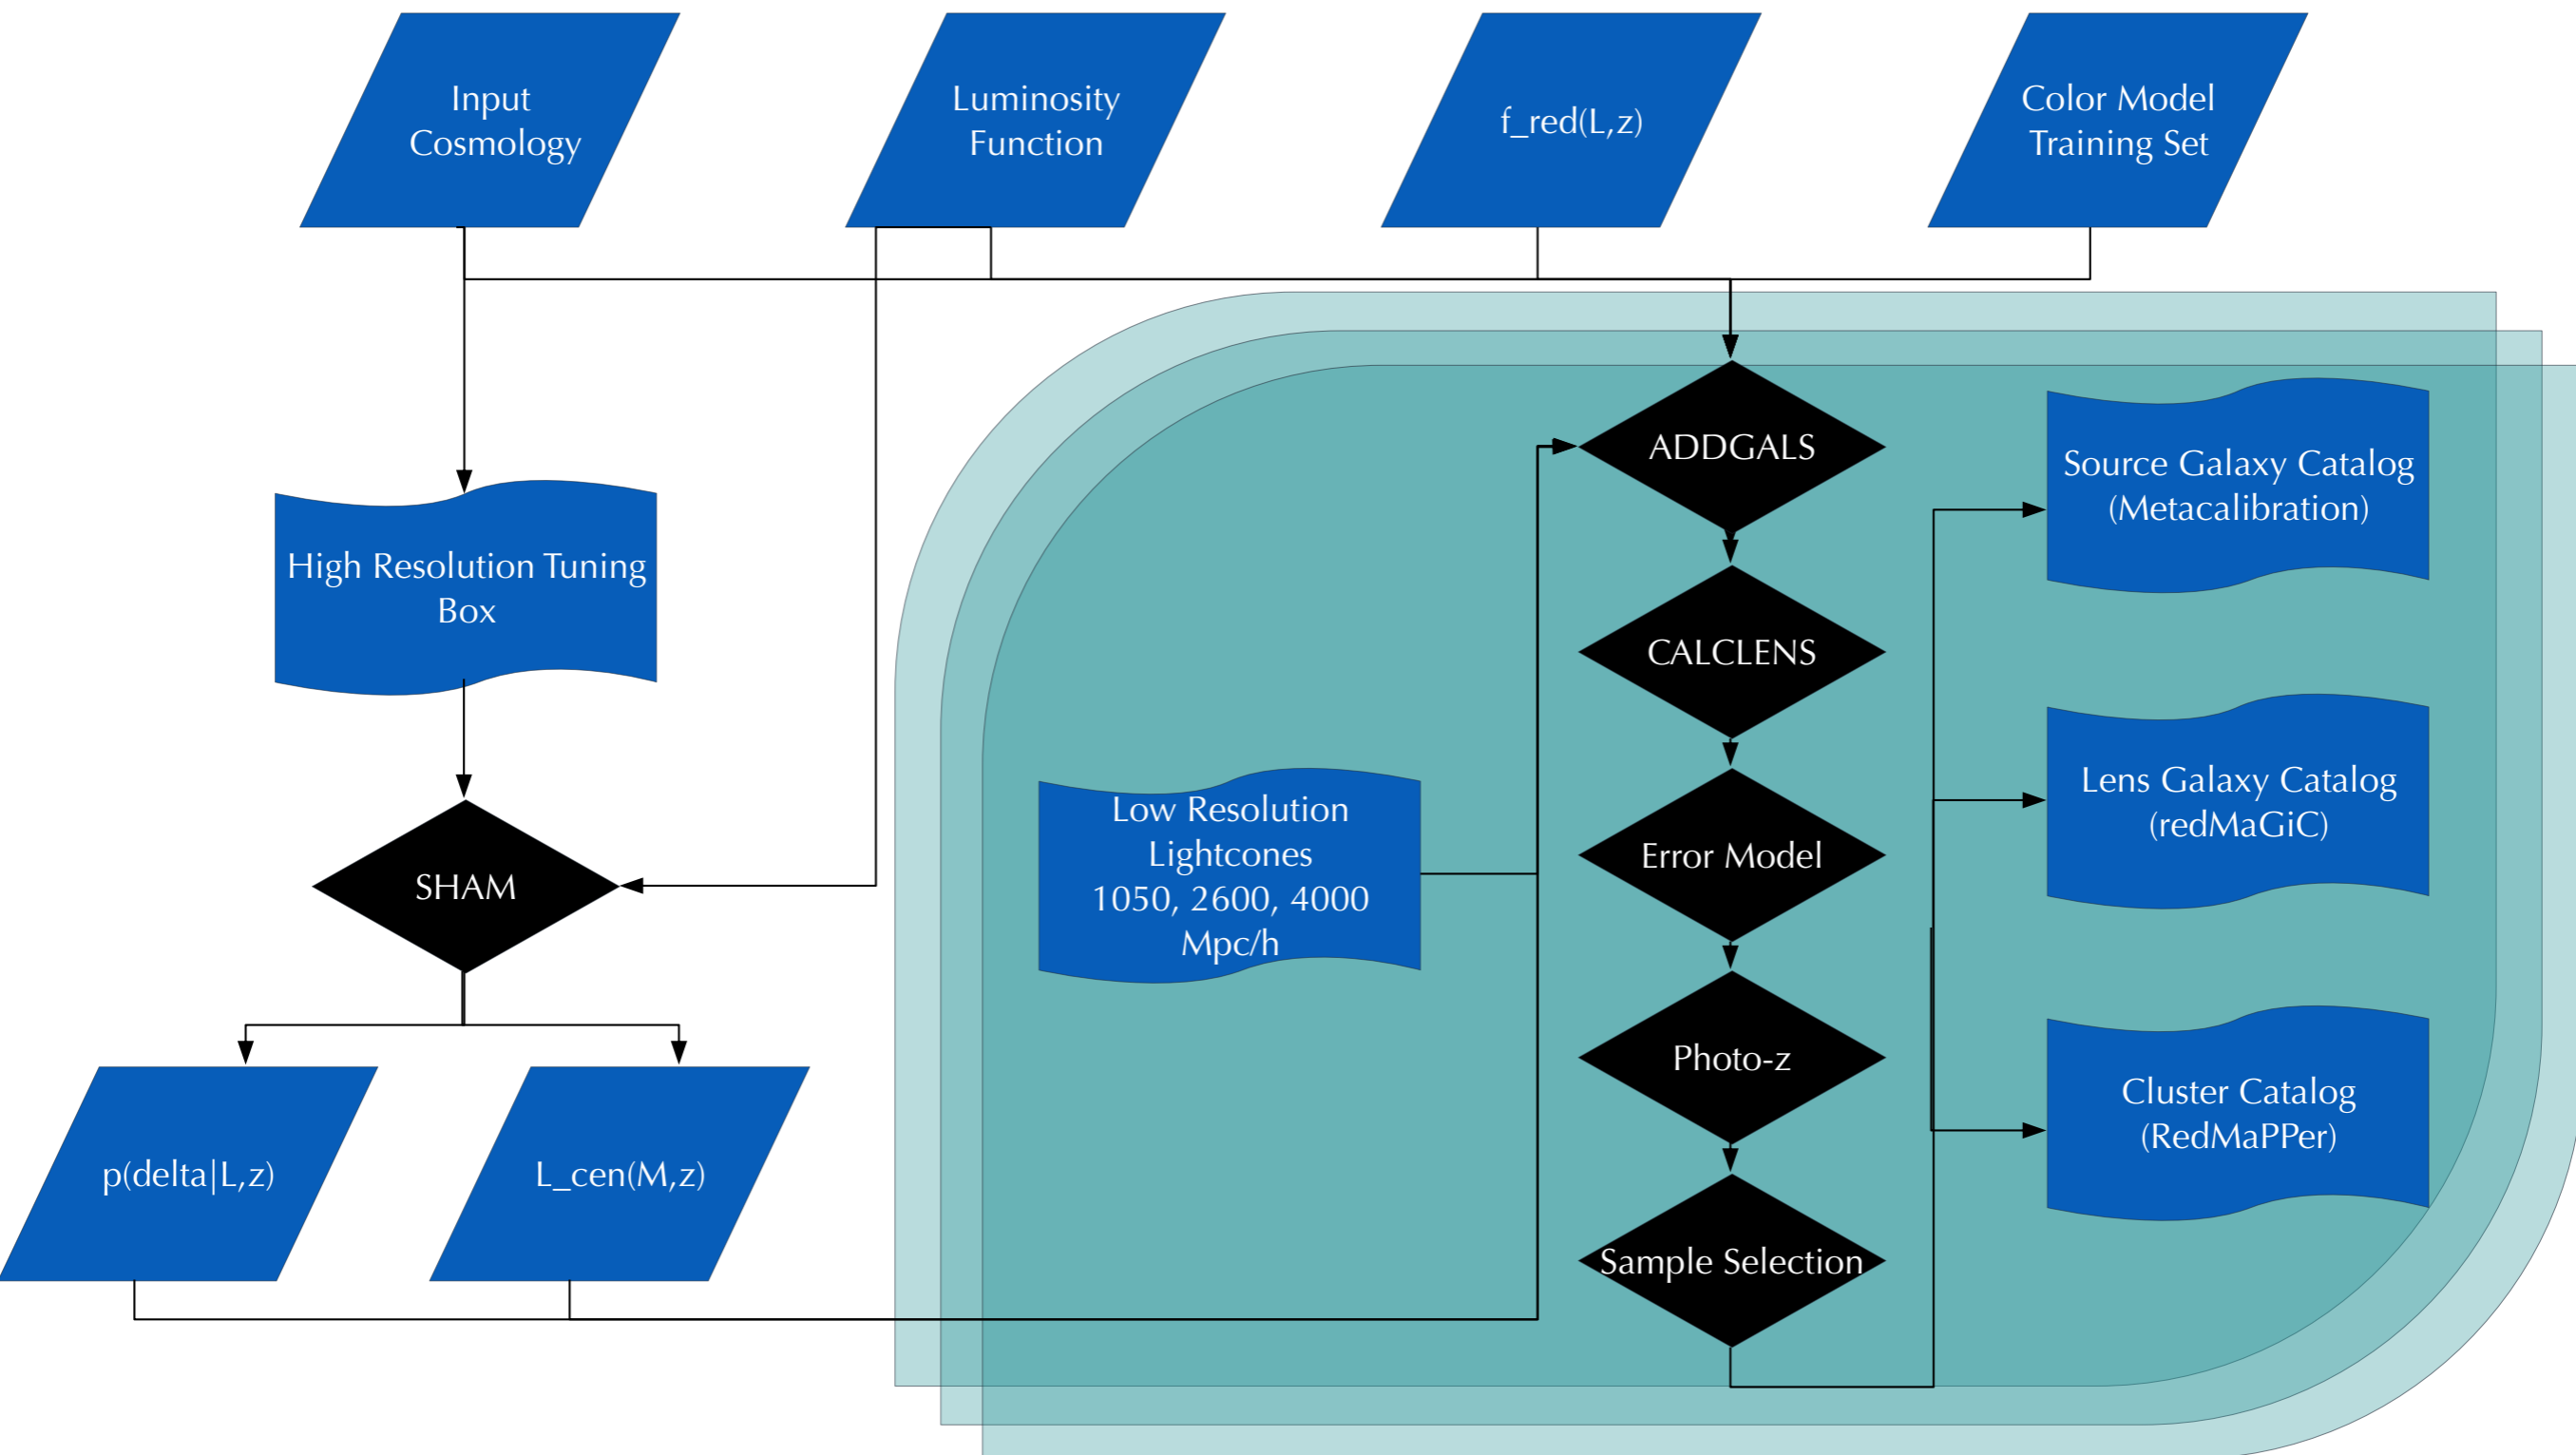 Input
Cosmology
Luminosity
Function
f_red(L,z)
Color Model
Training Set
High Resolution Tuning
Box
SHAM
p(delta|L,z)
L_cen(M,z)
Low Resolution
Lightcones
1050, 2600, 4000
Mpc/h
ADDGALS
CALCLENS
Error Model
Photo-z
Sample Selection
Source Galaxy Catalog
(Metacalibration)
Lens Galaxy Catalog
(redMaGiC)
Cluster Catalog
(RedMaPPer)